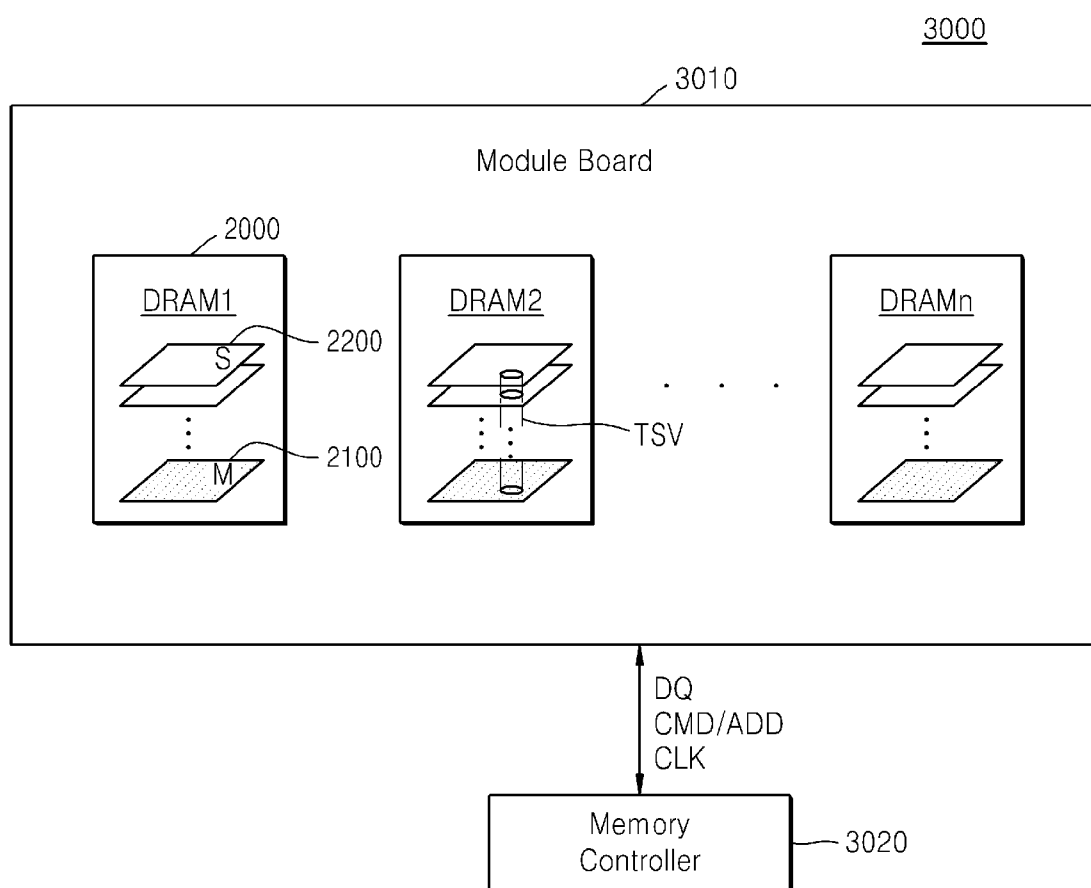 3000
3010
Module Board
2000
DRAM1
DRAM2
DRAMn
2200
S
TSV
2100
M
DQ
CMD/ADD
CLK
Memory
Controller
3020